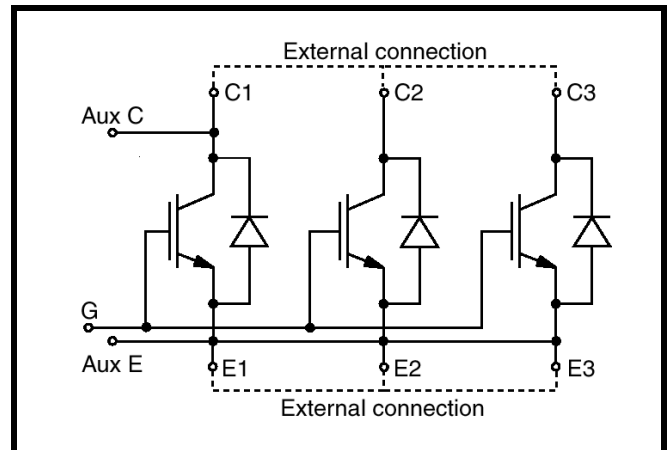 External connection
C1
C2
C3
Aux C
G
Aux E
E1
E2
E3
External connection